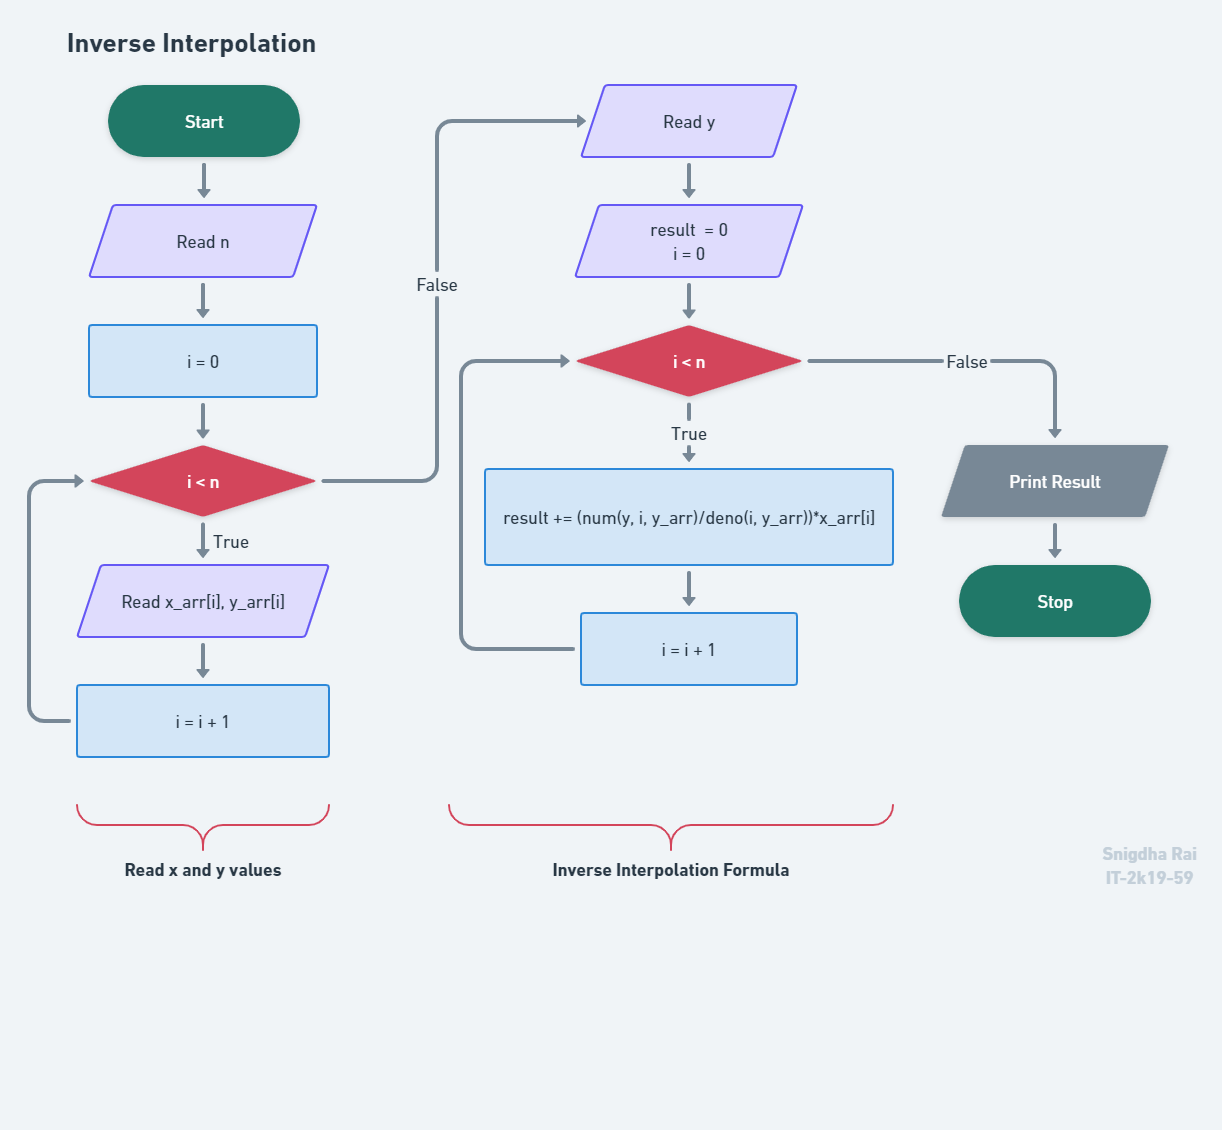 Inverse Interpolation
Start
Read n
i = 0
i < n
True
Read x_arr[i], y_arr[i]
i = i + 1
False
Read y
result  = 0
i = 0
i < n
True
result += (num(y, i, y_arr)/deno(i, y_arr))*x_arr[i]
i = i + 1
False
Print Result
Stop
Read x and y values
Inverse Interpolation Formula
Snigdha Rai
IT-2k19-59